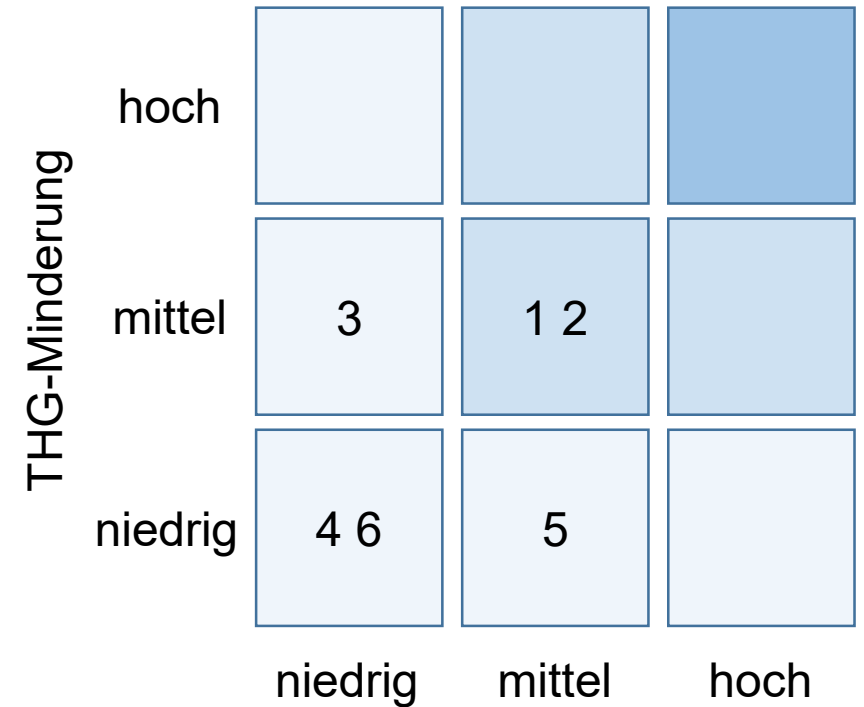 THG-Minderung
hoch
mittel 3 1 2
niedrig 4 6 5
niedrig mittel hoch